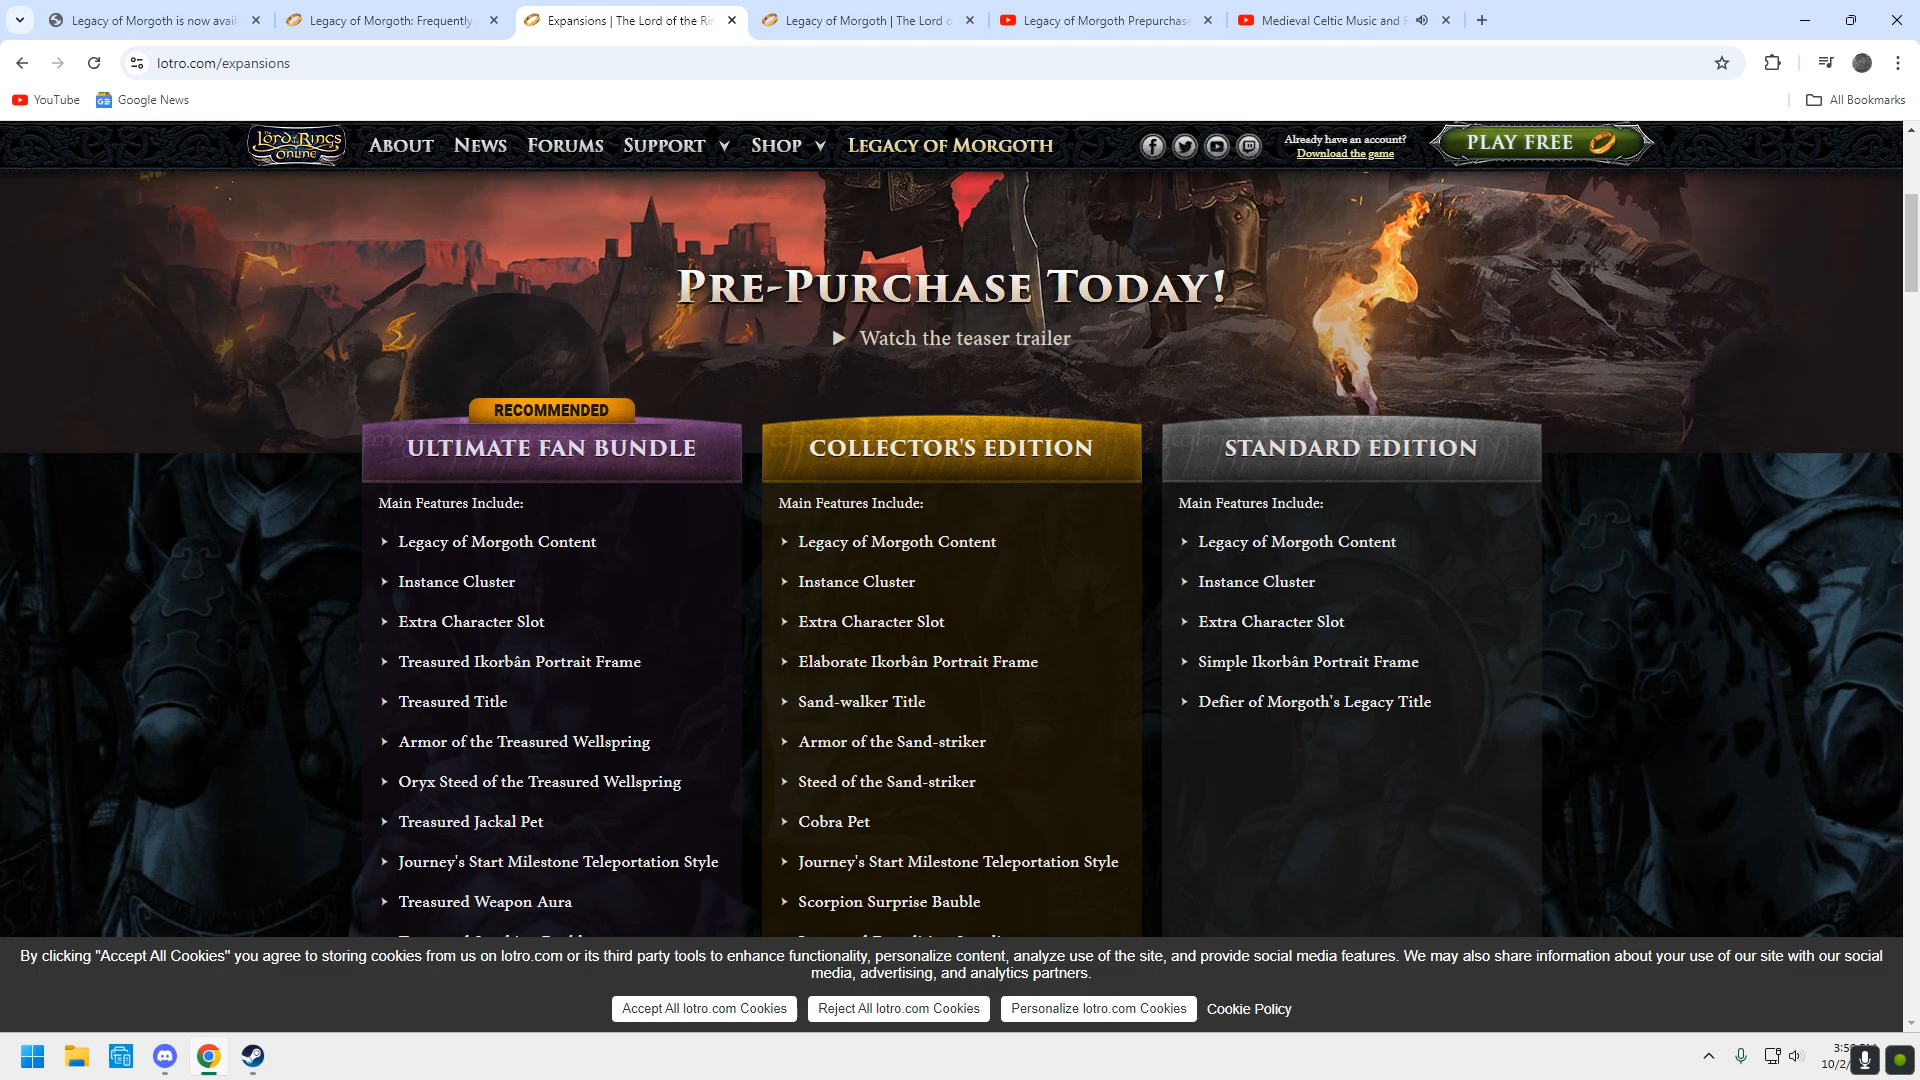 Legacy of Morgoth is now avail
Legacy of Morgoth: Frequently
Expansions | The Lord of the Rin
Legacy of Morgoth | The Lord o
Legacy of Morgoth Prepurchase
Medieval Celtic Music and F
lotro.com/expansions
YouTube
Google News
All Bookmarks
The Lord of the Rings Online
ABOUT
NEWS
FORUMS
SUPPORT
SHOP
LEGACY OF MORGOTH
Already have an account?
Download the game
PLAY FREE
PRE-PURCHASE TODAY!
Watch the teaser trailer
RECOMMENDED
ULTIMATE FAN BUNDLE
Main Features Include:
Legacy of Morgoth Content
Instance Cluster
Extra Character Slot
Treasured Ikorbân Portrait Frame
Treasured Title
Armor of the Treasured Wellspring
Oryx Steed of the Treasured Wellspring
Treasured Jackal Pet
Journey's Start Milestone Teleportation Style
Treasured Weapon Aura
COLLECTOR'S EDITION
Main Features Include:
Legacy of Morgoth Content
Instance Cluster
Extra Character Slot
Elaborate Ikorbân Portrait Frame
Sand-walker Title
Armor of the Sand-striker
Steed of the Sand-striker
Cobra Pet
Journey's Start Milestone Teleportation Style
Scorpion Surprise Bauble
STANDARD EDITION
Main Features Include:
Legacy of Morgoth Content
Instance Cluster
Extra Character Slot
Simple Ikorbân Portrait Frame
Defier of Morgoth's Legacy Title
By clicking "Accept All Cookies" you agree to storing cookies from us on lotro.com or its third party tools to enhance functionality, personalize content, analyze use of the site, and provide social media features. We may also share information about your use of our site with our social
media, advertising, and analytics partners.
Accept All lotro.com Cookies
Reject All lotro.com Cookies
Personalize lotro.com Cookies
Cookie Policy
10/2/